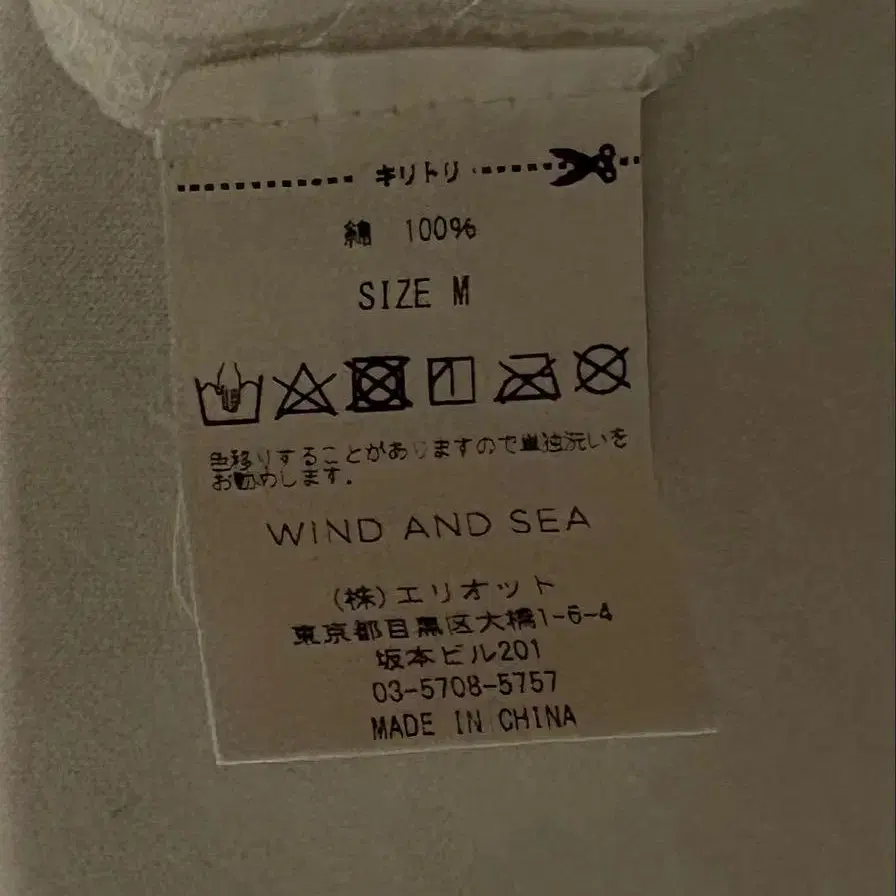 キリトリ
綿 100%
SIZE M
色移りすることがありますので単独洗いを
お勧めします.
WIND AND SEA
(株)エリオット
東京都目黒区大橋1-6-4
坂本ビル201
03-5708-5757
MADE IN CHINA